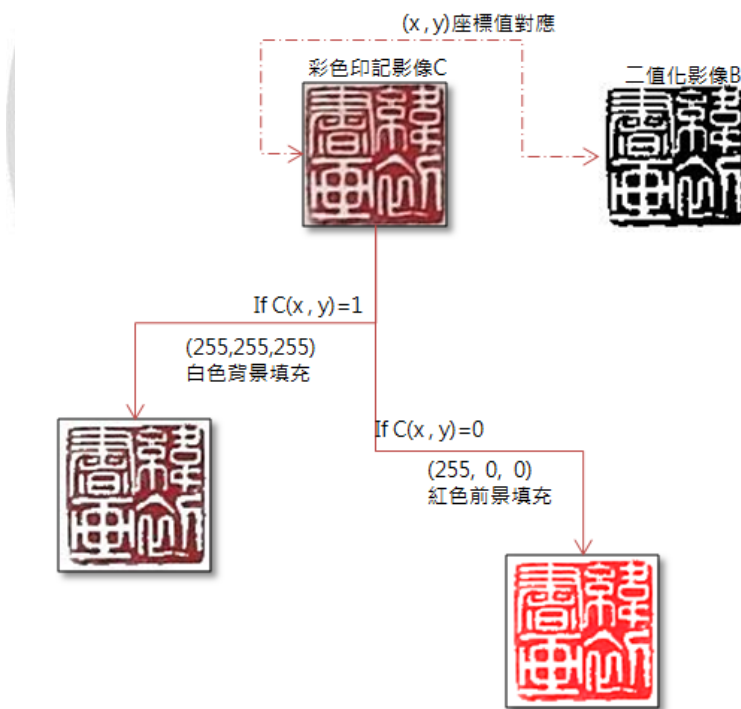 (x , y)座標值對應
彩色印記影像C
二值化影像B
If C(x , y)=1
(255,255,255)
白色背景填充
If C(x , y)=0
(255, 0, 0)
紅色前景填充